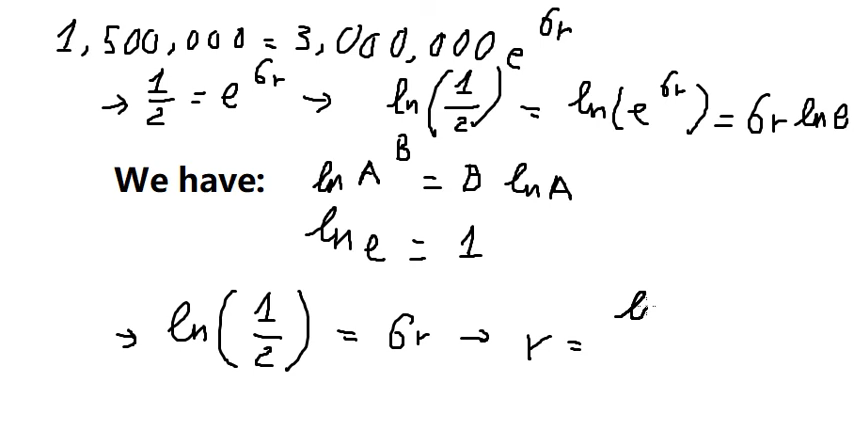 1,500,000 = 3,000,000 e^6r
→ 1/2 = e^6r → ln(1/2) = ln(e^6r) = 6r ln e
We have: ln A^B = B ln A
ln e = 1
→ ln(1/2) = 6r → r =